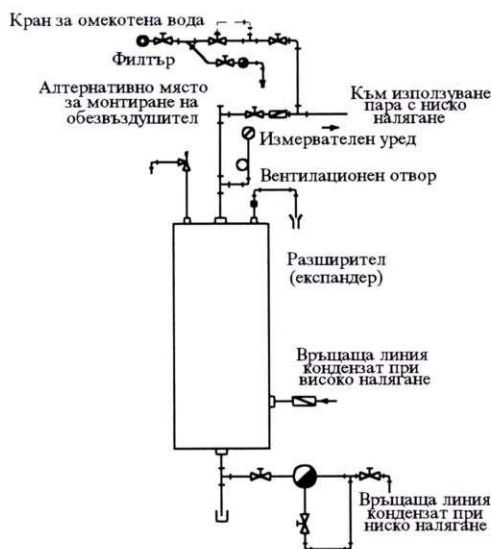 Кран за омекотена вода
Филтър
Алтернативно място
за монтиране на
обезвъздушител
Към използуване
пара с ниско
налягане
Измервателен уред
Вентилационен отвор
Разширител
(експандер)
Връщаща линия
кондензат при
високо налягане
Връщаща линия
кондензат при
ниско налягане